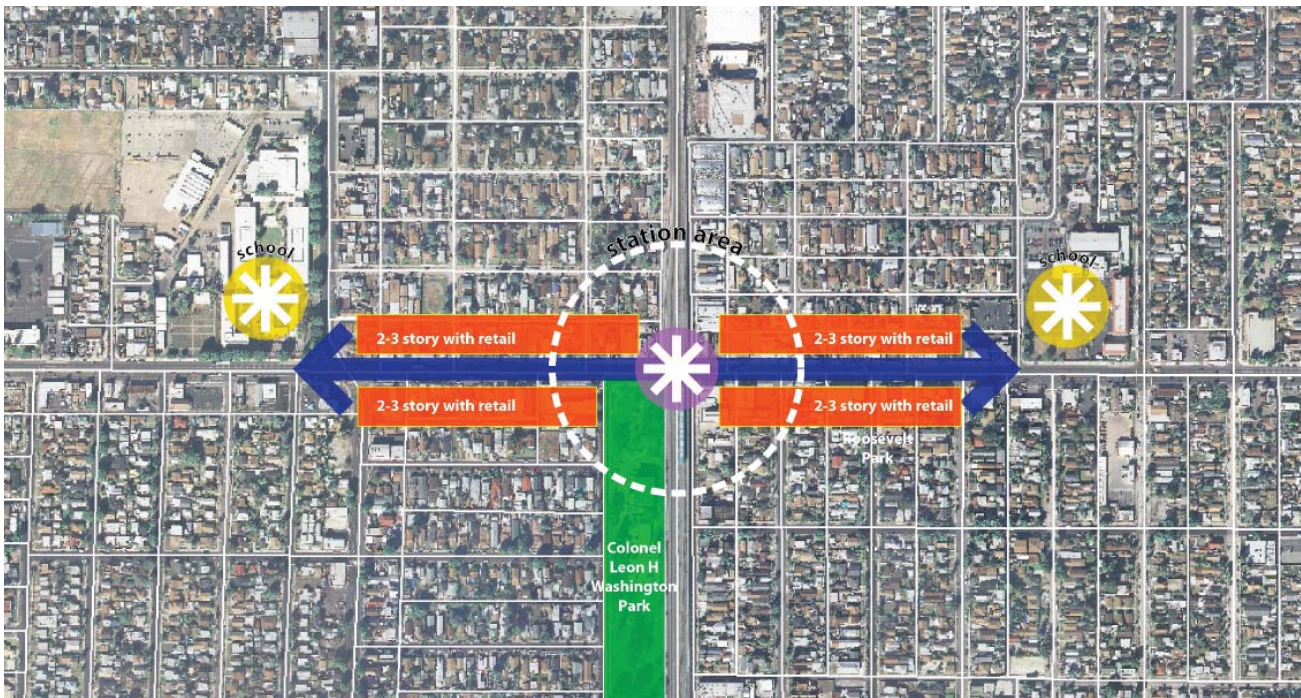 station area
school
school
2-3 story with retail
2-3 story with retail
2-3 story with retail
2-3 story with retail
Roosevelt
Park
Colonel
Leon H
Washington
Park